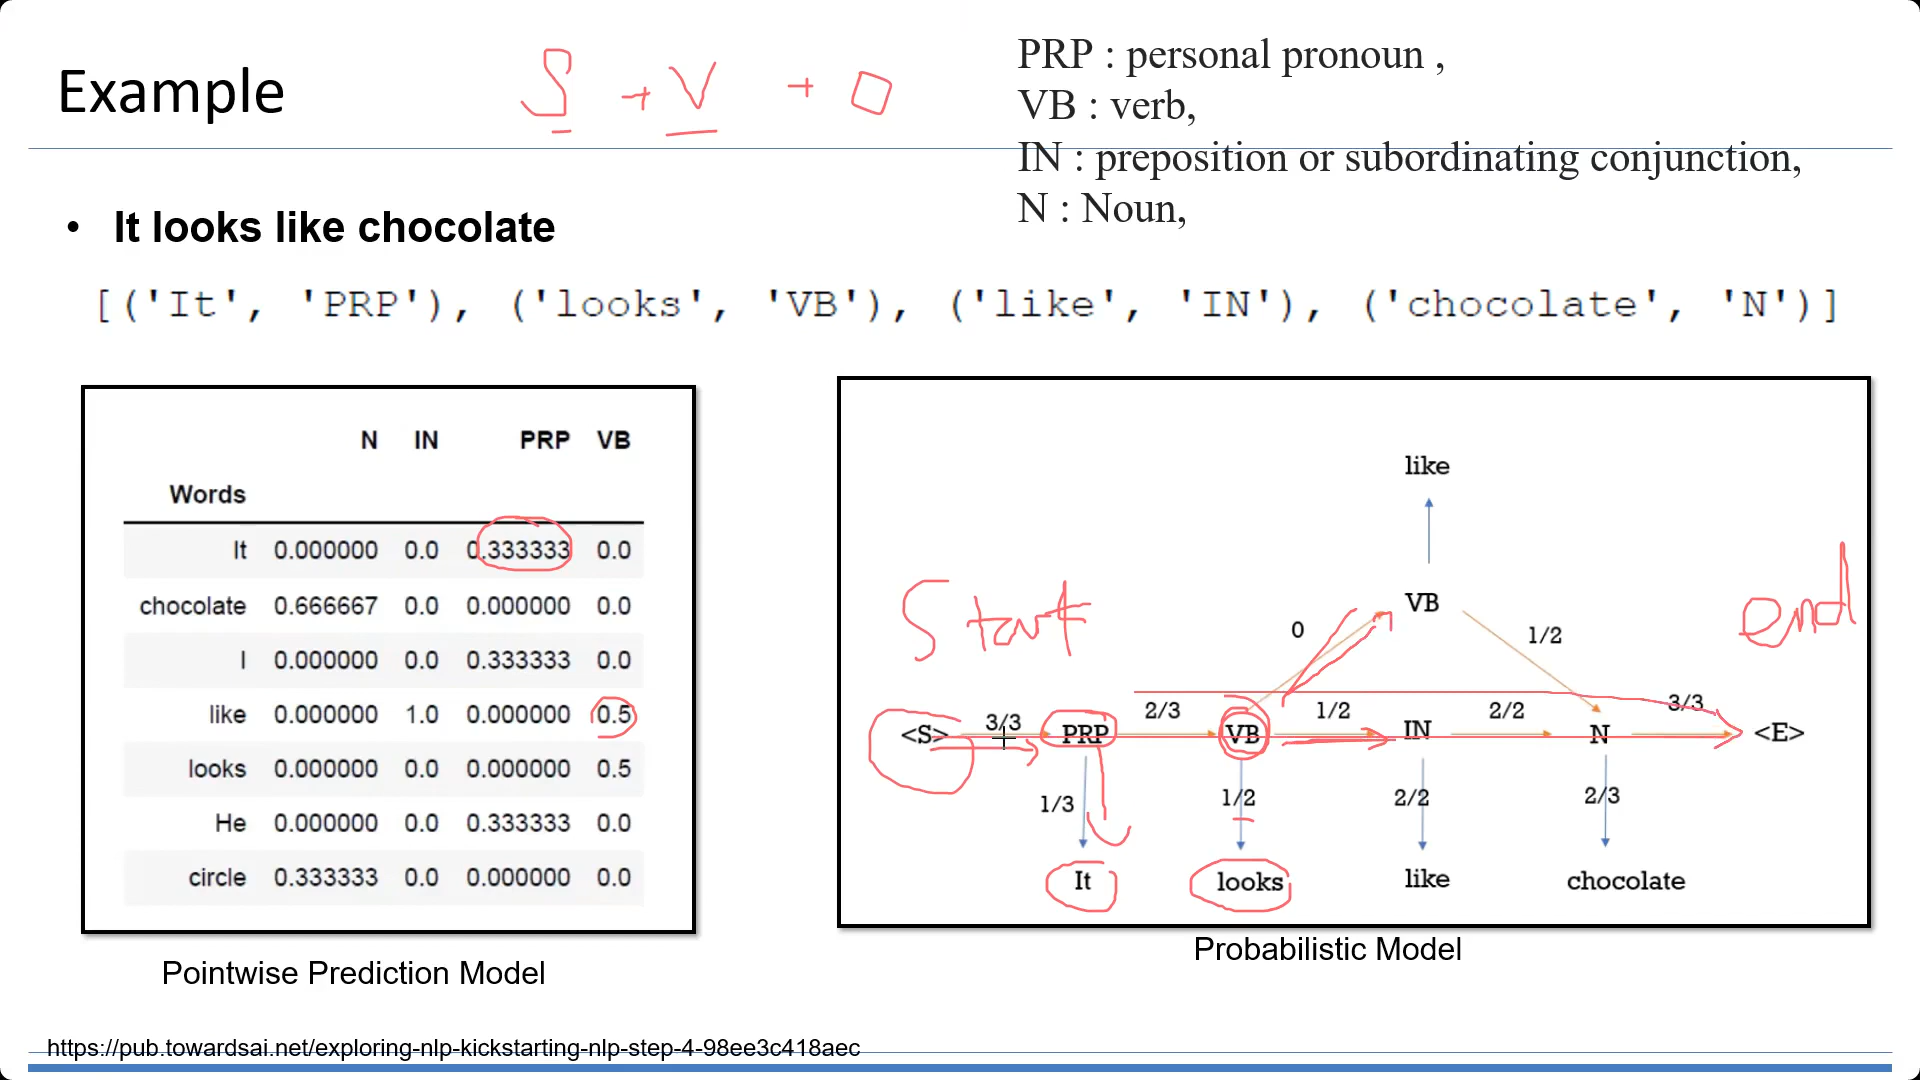 Example
S + V + O
PRP : personal pronoun ,
VB : verb,
IN : preposition or subordinating conjunction,
N : Noun,
• It looks like chocolate
[('It', 'PRP'), ('looks', 'VB'), ('like', 'IN'), ('chocolate', 'N')]
N IN PRP VB
Words
It 0.000000 0.0 0.333333 0.0
chocolate 0.666667 0.0 0.000000 0.0
I 0.000000 0.0 0.333333 0.0
like 0.000000 1.0 0.000000 0.5
looks 0.000000 0.0 0.000000 0.5
He 0.000000 0.0 0.333333 0.0
circle 0.333333 0.0 0.000000 0.0
Pointwise Prediction Model
like
VB
Start
end
0
1/2
3/3 2/3 1/2 2/2 3/3
<S> PRP VB IN N <E>
1/3 1/2 2/2 2/3
It looks like chocolate
Probabilistic Model
https://pub.towardsai.net/exploring-nlp-kickstarting-nlp-step-4-98ee3c418aec